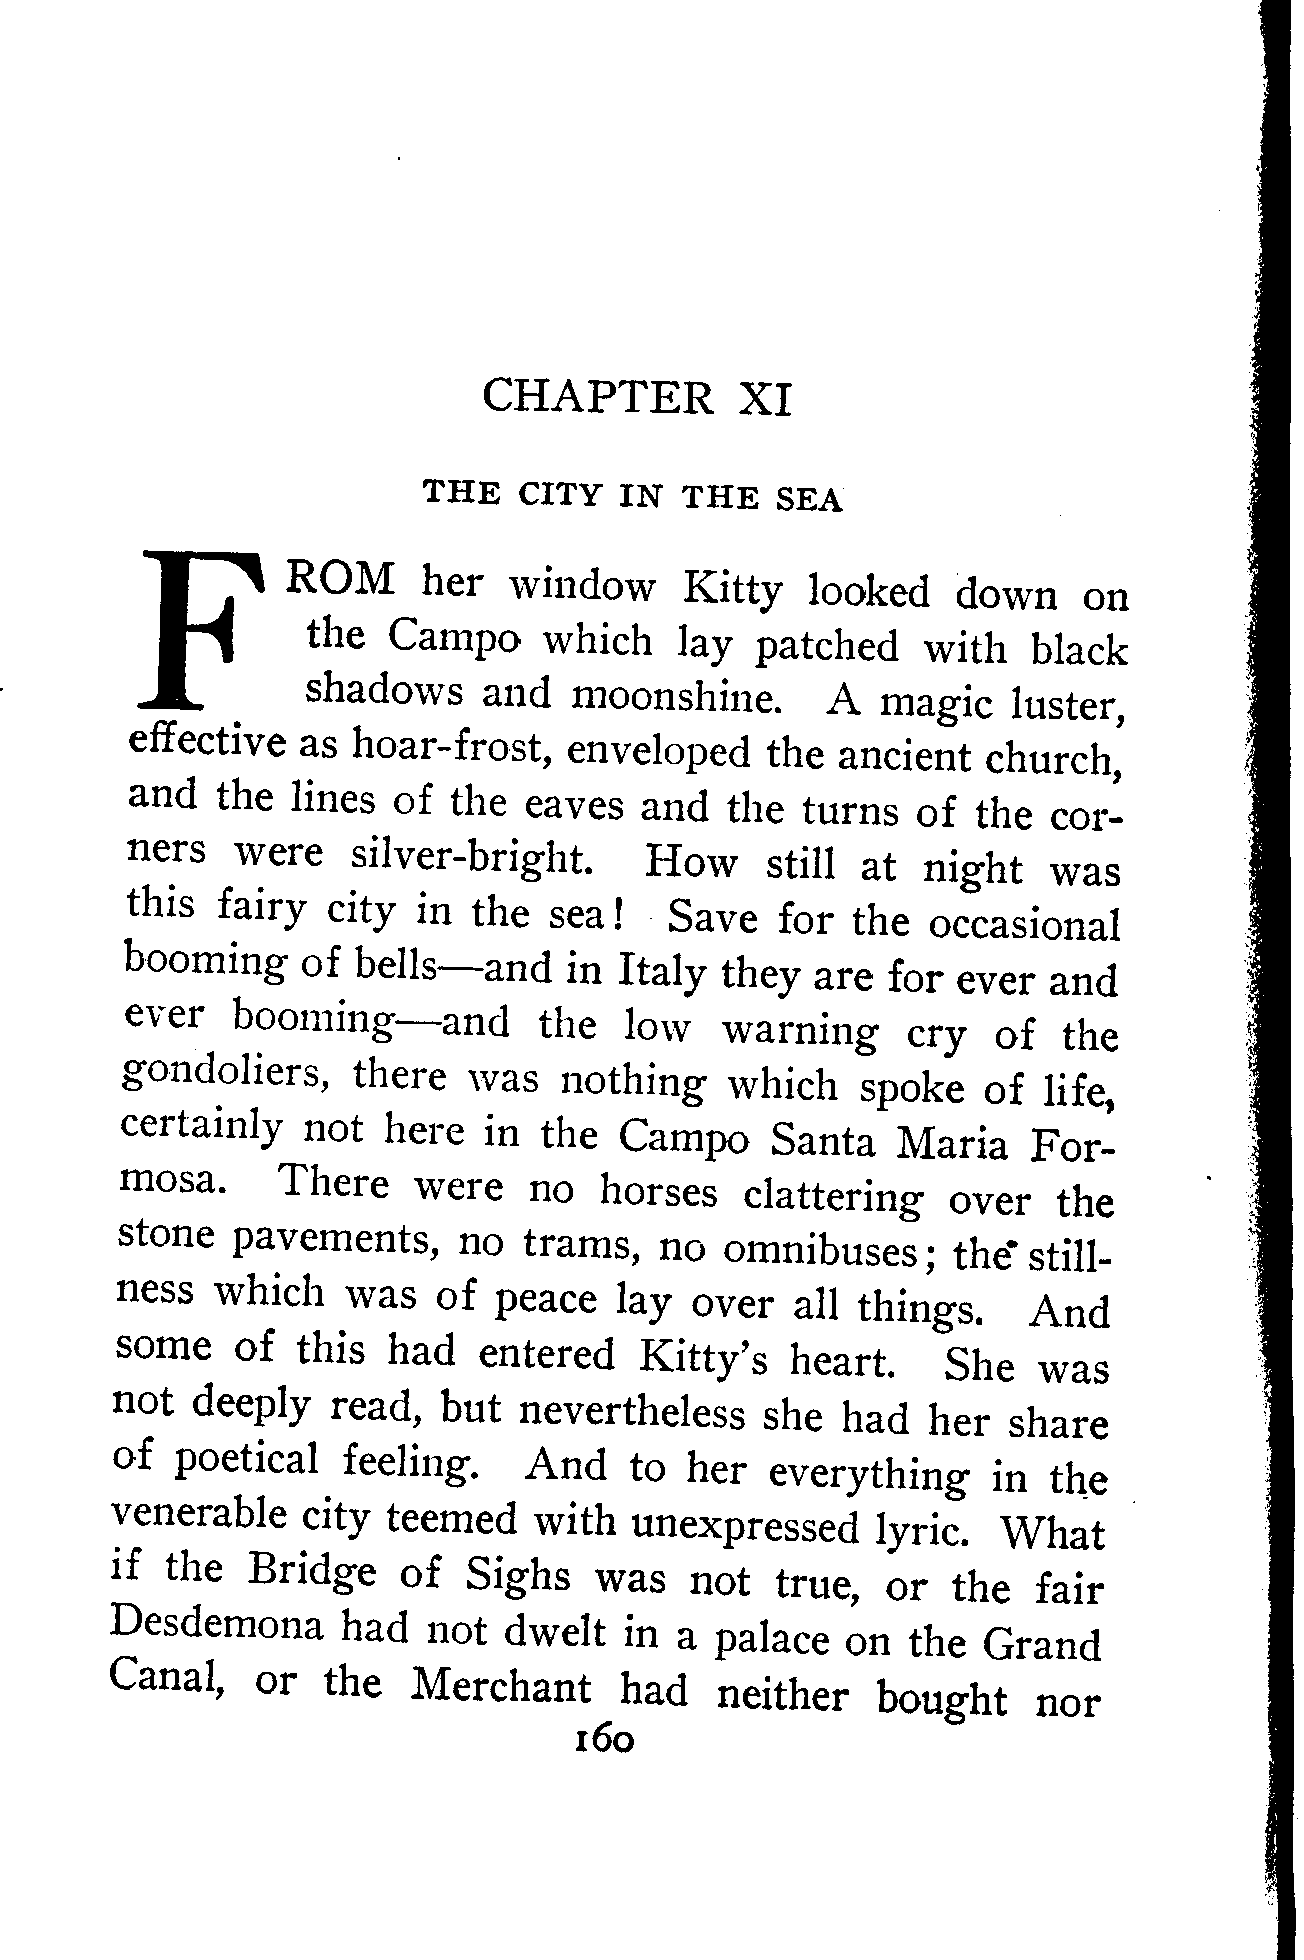 CHAPTER XI
THE CITY IN THE SEA
FROM her window Kitty looked down on
the Campo which lay patched with black
shadows and moonshine. A magic luster,
effective as hoar-frost, enveloped the ancient church,
and the lines of the eaves and the turns of the cor-
ners were silver-bright. How still at night was
this fairy city in the sea! Save for the occasional
booming of bells—and in Italy they are for ever and
ever booming—and the low warning cry of the
gondoliers, there was nothing which spoke of life,
certainly not here in the Campo Santa Maria For-
mosa. There were no horses clattering over the
stone pavements, no trams, no omnibuses; the still-
ness which was of peace lay over all things. And
some of this had entered Kitty's heart. She was
not deeply read, but nevertheless she had her share
of poetical feeling. And to her everything in the
venerable city teemed with unexpressed lyric. What
if the Bridge of Sighs was not true, or the fair
Desdemona had not dwelt in a palace on the Grand
Canal, or the Merchant had neither bought nor
160